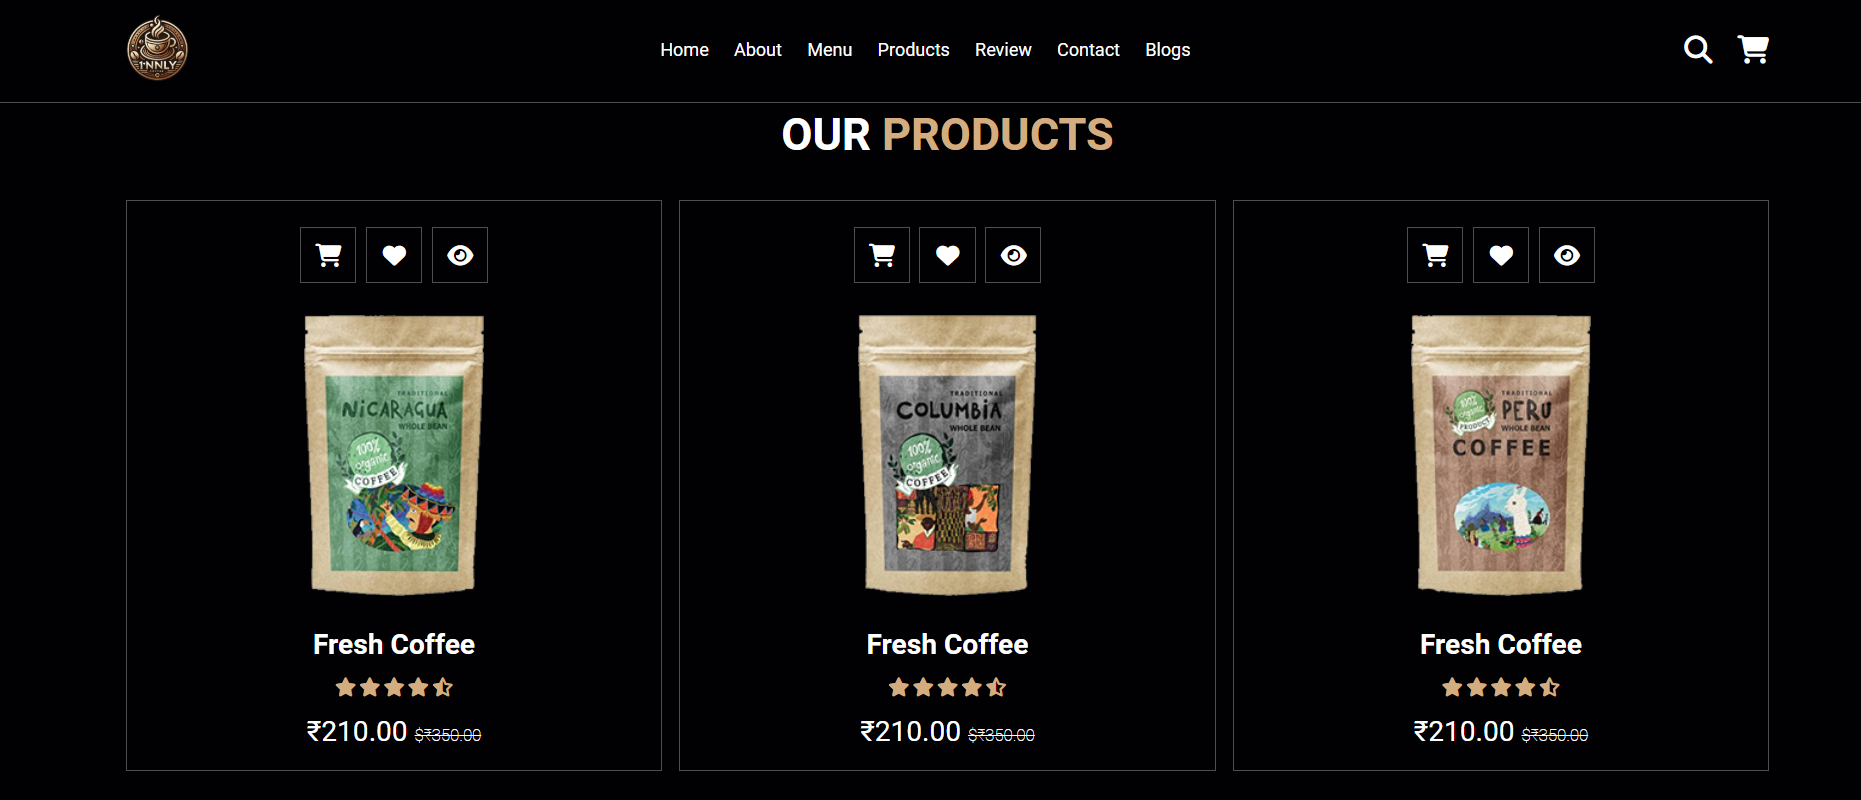 1NNLY
Home About Menu Products Review Contact Blogs
OUR PRODUCTS
TRADITIONAL
NiCARAGUA
WHOLE BEAN
100%
organic
COFFEE
Fresh Coffee
₹210.00 $₹350.00
TRADITIONAL
COLUMBiA
WHOLE BEAN
100%
organic
COFFEE
Fresh Coffee
₹210.00 $₹350.00
TRADITIONAL
100%
organic
PRODUCT
PERU
WHOLE BEAN
COFFEE
Fresh Coffee
₹210.00 $₹350.00